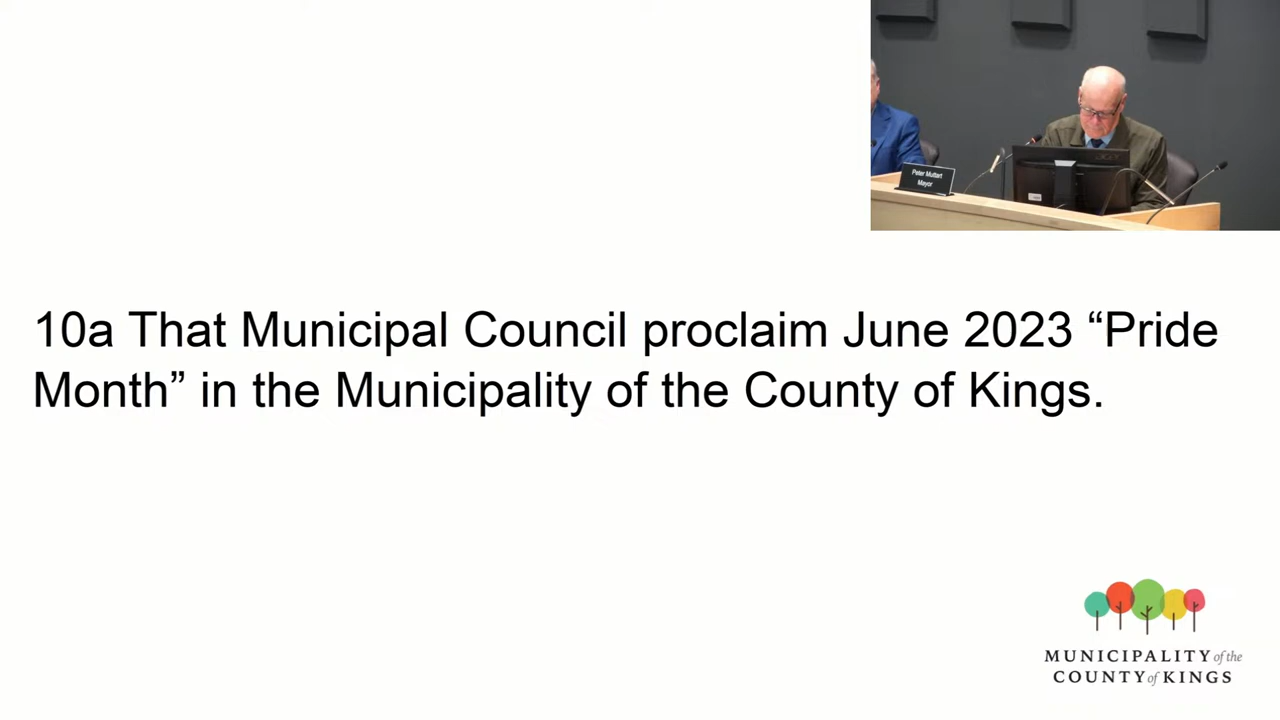 Peter Muttart
Mayor
10a That Municipal Council proclaim June 2023 “Pride
Month” in the Municipality of the County of Kings.
MUNICIPALITY of the
COUNTY of KINGS